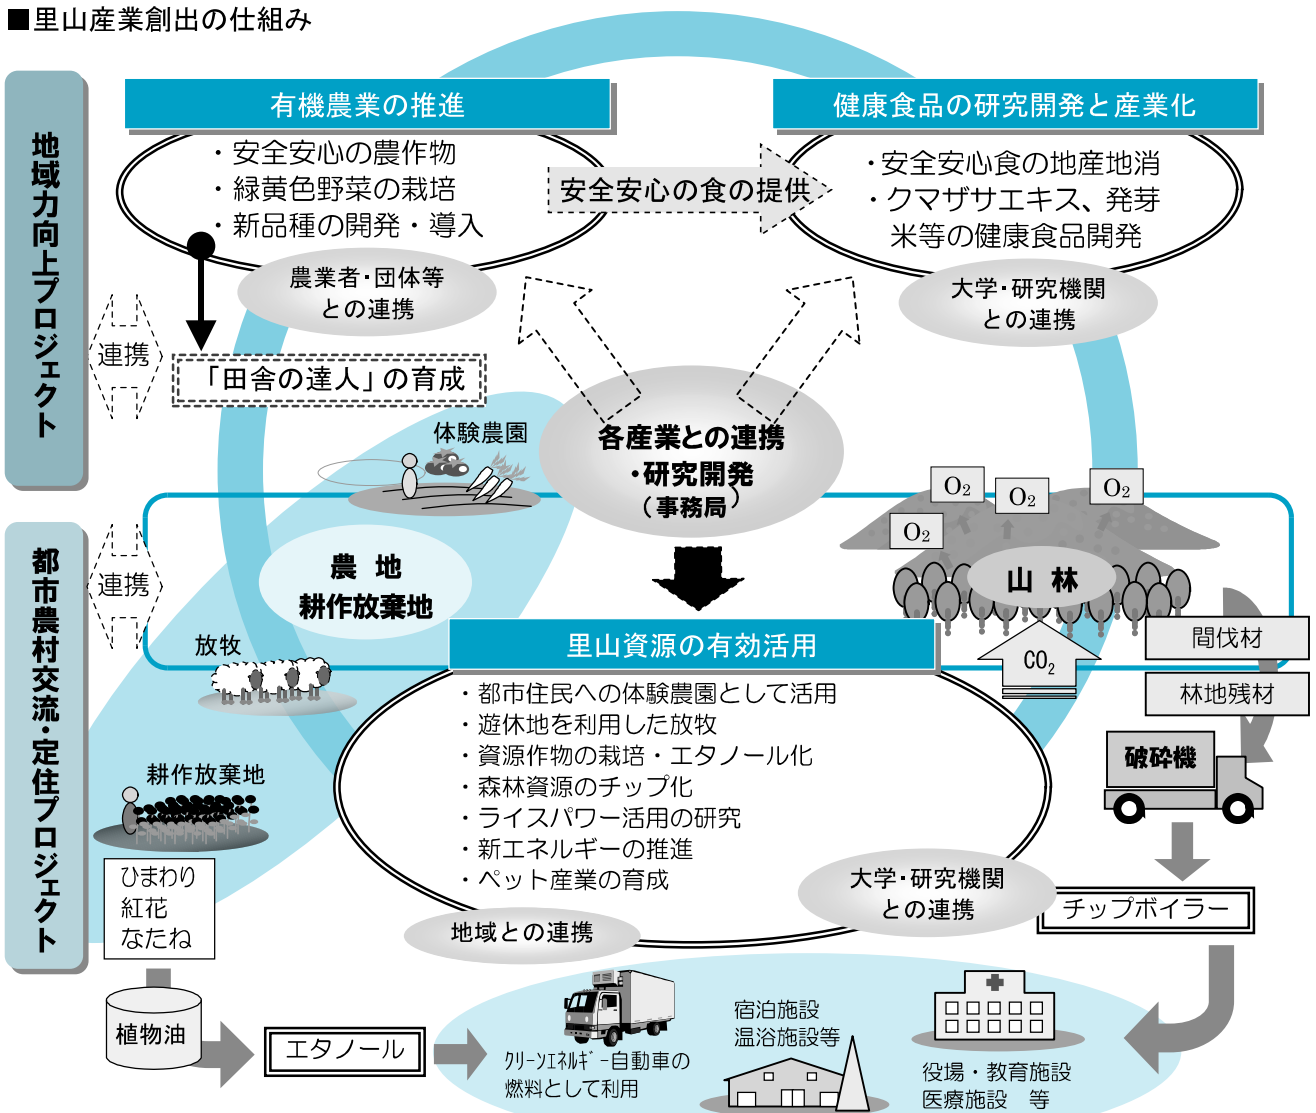 ■里山産業創出の仕組み
地域力向上プロジェクト
連携
有機農業の推進
・安全安心の農作物
・緑黄色野菜の栽培
・新品種の開発・導入
農業者・団体等
との連携
「田舎の達人」の育成
安全安心の食の提供
健康食品の研究開発と産業化
・安全安心食の地産地消
・クマザサエキス、発芽
米等の健康食品開発
大学・研究機関
との連携
各産業との連携
・研究開発
(事務局)
都市農村交流・定住プロジェクト
連携
体験農園
農 地
耕作放棄地
放牧
耕作放棄地
ひまわり
紅花
なたね
植物油
エタノール
里山資源の有効活用
・都市住民への体験農園として活用
・遊休地を利用した放牧
・資源作物の栽培・エタノール化
・森林資源のチップ化
・ライスパワー活用の研究
・新エネルギーの推進
・ペット産業の育成
地域との連携
大学・研究機関
との連携
O₂
O₂
O₂
O₂
山 林
CO₂
間伐材
林地残材
破砕機
チップボイラー
クリーンエネルギー自動車の
燃料として利用
宿泊施設
温浴施設等
役場・教育施設
医療施設 等